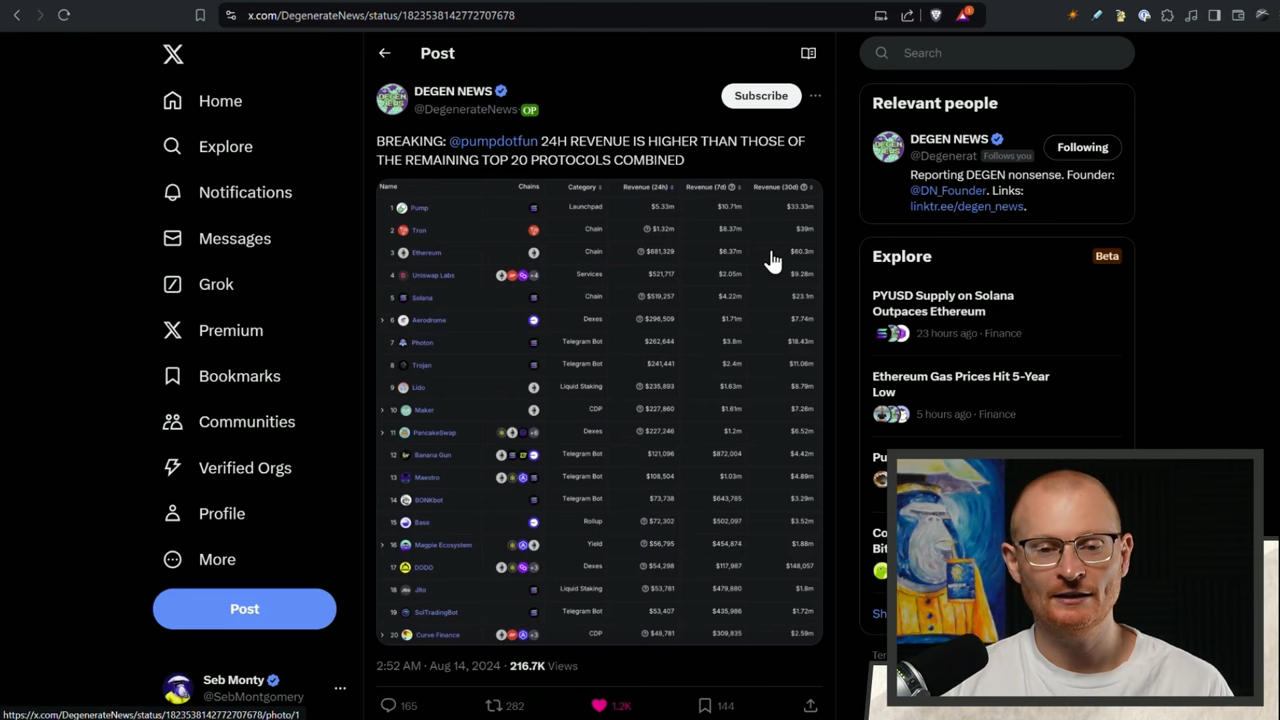 x.com/DegenerateNews/status/1823538142772707678
1
Post
Search
Home
Explore
Notifications
Messages
Grok
Premium
Bookmarks
Communities
Verified Orgs
Profile
More
Post
Seb Monty
@SebMontgomery
https://x.com/DegenerateNews/status/1823538142772707678/photo/1
DEGEN NEWS
@DegenerateNews OP
Subscribe
BREAKING: @pumpdotfun 24H REVENUE IS HIGHER THAN THOSE OF
THE REMAINING TOP 20 PROTOCOLS COMBINED
Name Chains Category Revenue (24h) Revenue (7d) Revenue (30d)
1 Pump Launchpad $5.33m $10.71m $33.33m
2 Tron Chain $1.32m $8.37m $39m
3 Ethereum Chain $681,329 $6.37m $60.3m
4 Uniswap Labs +4 Services $521,717 $2.05m $9.28m
5 Solana Chain $519,257 $4.22m $23.1m
6 Aerodrome Dexes $296,509 $1.71m $7.74m
7 Photon Telegram Bot $262,644 $3.8m $18.43m
8 Trojan Telegram Bot $241,441 $2.4m $11.06m
9 Lido Liquid Staking $235,893 $1.63m $8.79m
10 Maker CDP $227,860 $1.61m $7.26m
11 PancakeSwap +6 Dexes $227,246 $1.2m $6.52m
12 Banana Gun Telegram Bot $121,096 $872,004 $4.42m
13 Maestro Telegram Bot $108,504 $1.03m $4.89m
14 BONKbot Telegram Bot $73,738 $643,785 $3.29m
15 Base Rollup $72,302 $502,097 $3.52m
16 Magpie Ecosystem Yield $56,795 $454,874 $1.88m
17 DODO +3 Dexes $54,298 $117,987 $148,057
18 Jito Liquid Staking $53,781 $479,880 $1.8m
19 SolTradingBot Telegram Bot 53,407 $435,986 $1.72m
20 Curve Finance +3 CDP $48,781 $309,835 $2.59m
2:52 AM · Aug 14, 2024 · 216.7K Views
165 282 1.2K 144
Relevant people
DEGEN NEWS
@Degenerat Follows you
Following
Reporting DEGEN nonsense. Founder:
@DN_Founder. Links:
linktr.ee/degen_news.
Explore
Beta
PYUSD Supply on Solana
Outpaces Ethereum
23 hours ago · Finance
Ethereum Gas Prices Hit 5-Year
Low
5 hours ago · Finance